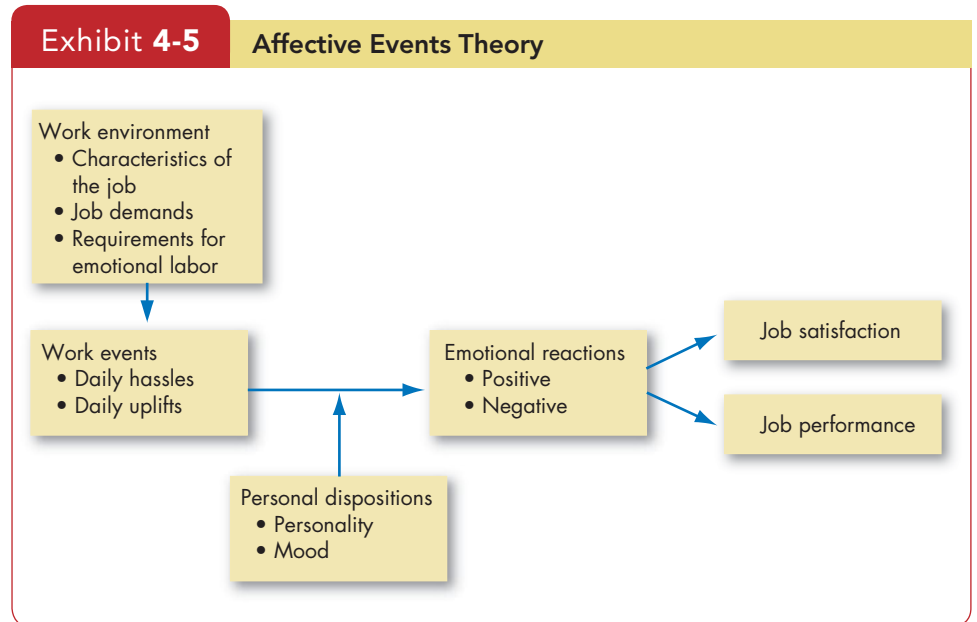 Exhibit 4-5
Affective Events Theory
Work environment
• Characteristics of
the job
• Job demands
• Requirements for
emotional labor
Work events
• Daily hassles
• Daily uplifts
Personal dispositions
• Personality
• Mood
Emotional reactions
• Positive
• Negative
Job satisfaction
Job performance